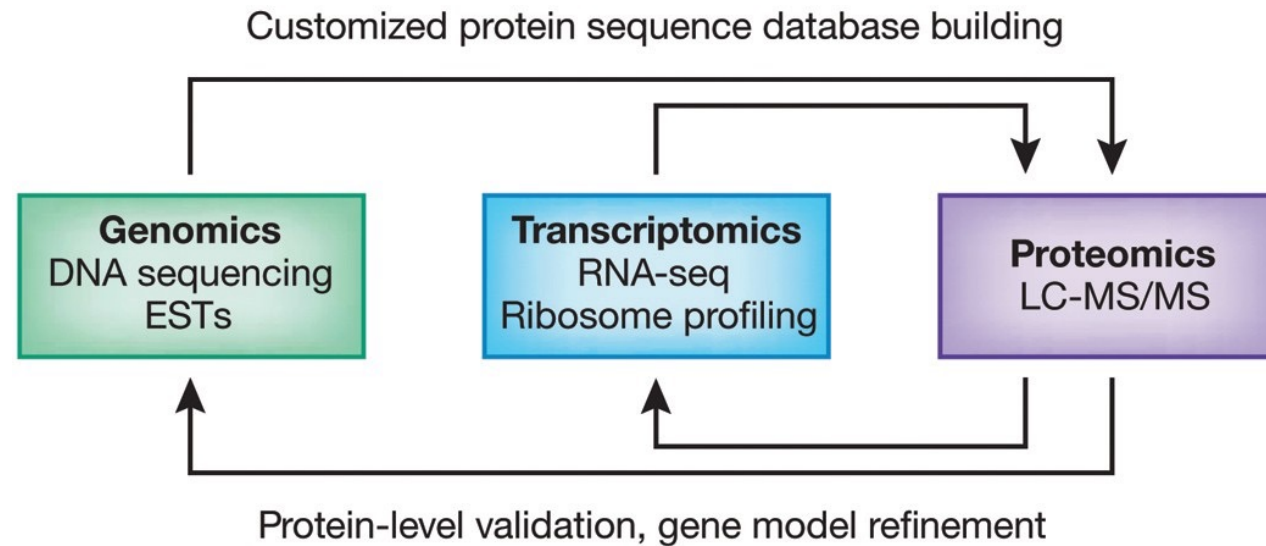 Customized protein sequence database building
Genomics
DNA sequencing
ESTs
Transcriptomics
RNA-seq
Ribosome profiling
Proteomics
LC-MS/MS
Protein-level validation, gene model refinement